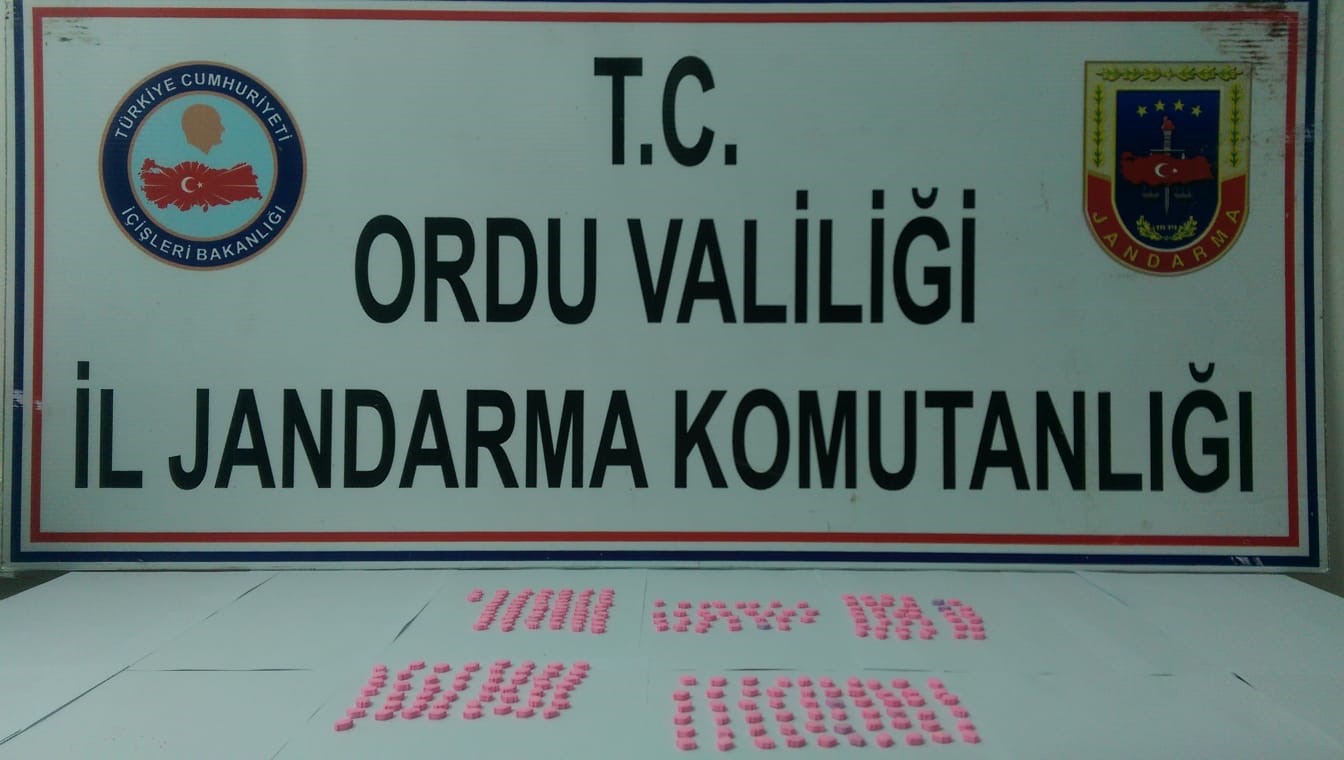 T.C.
ORDU VALİLİĞİ
İL JANDARMA KOMUTANLIĞI
TÜRKİYE CUMHURİYETİ
İÇİŞLERİ BAKANLIĞI
JANDARMA